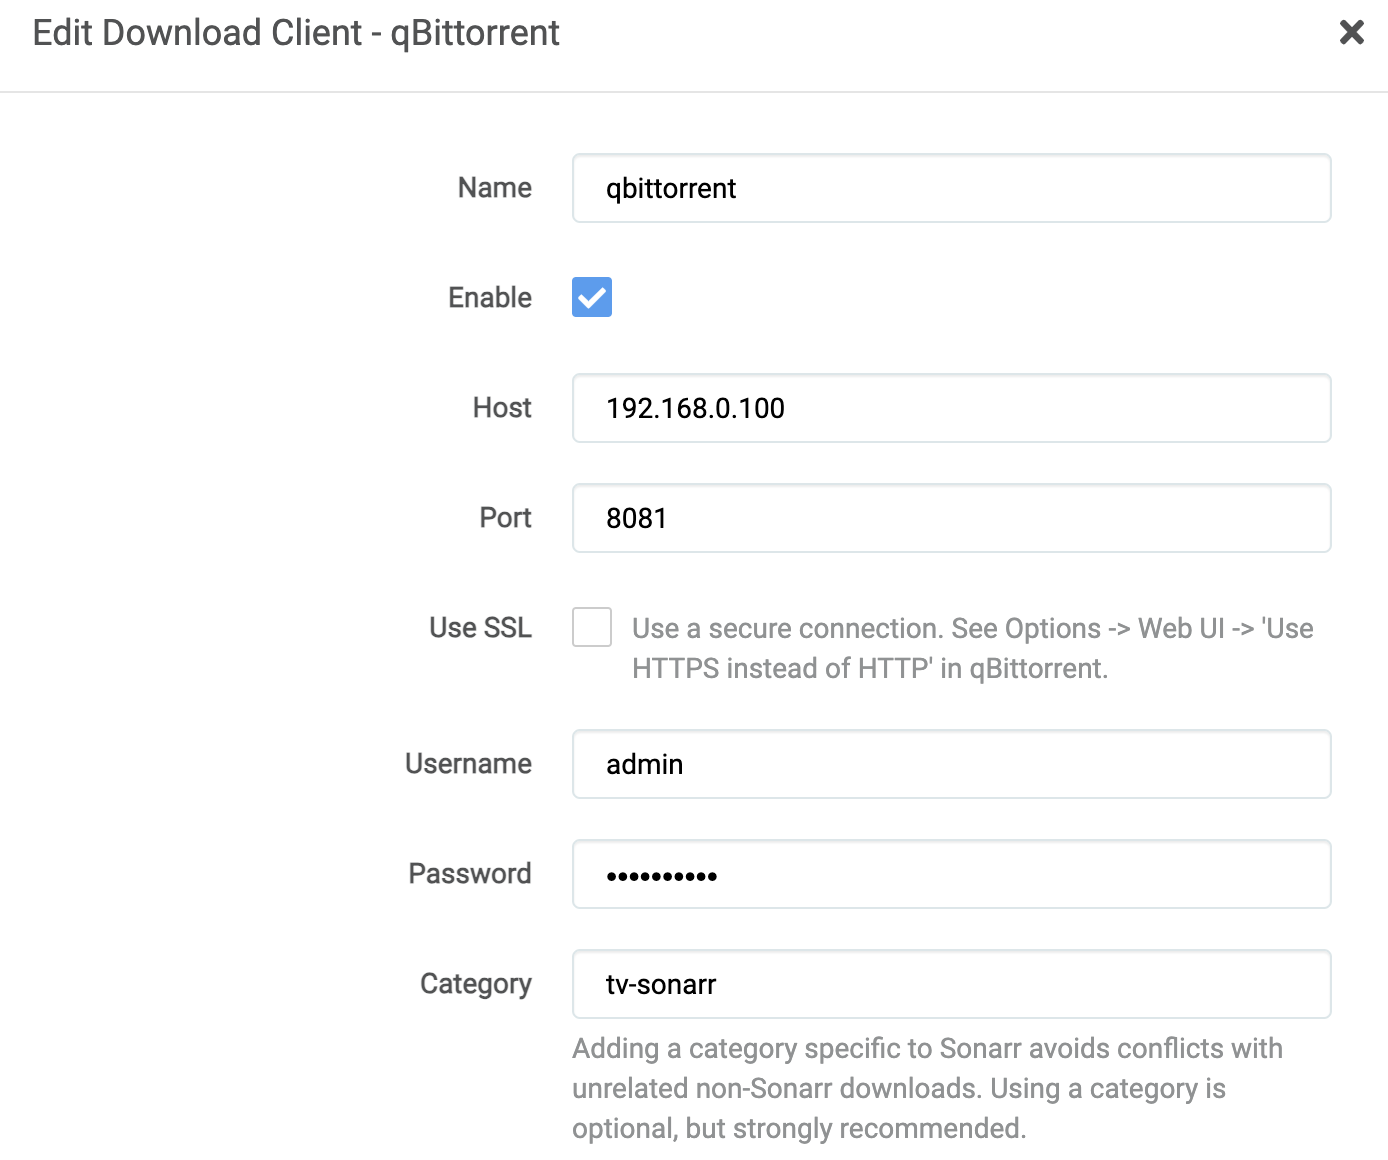 Edit Download Client - qBittorrent
Name
qbittorrent
Enable
Host
192.168.0.100
Port
8081
Use SSL
Use a secure connection. See Options -> Web UI -> 'Use
HTTPS instead of HTTP' in qBittorrent.
Username
admin
Password
••••••••••
Category
tv-sonarr
Adding a category specific to Sonarr avoids conflicts with
unrelated non-Sonarr downloads. Using a category is
optional, but strongly recommended.